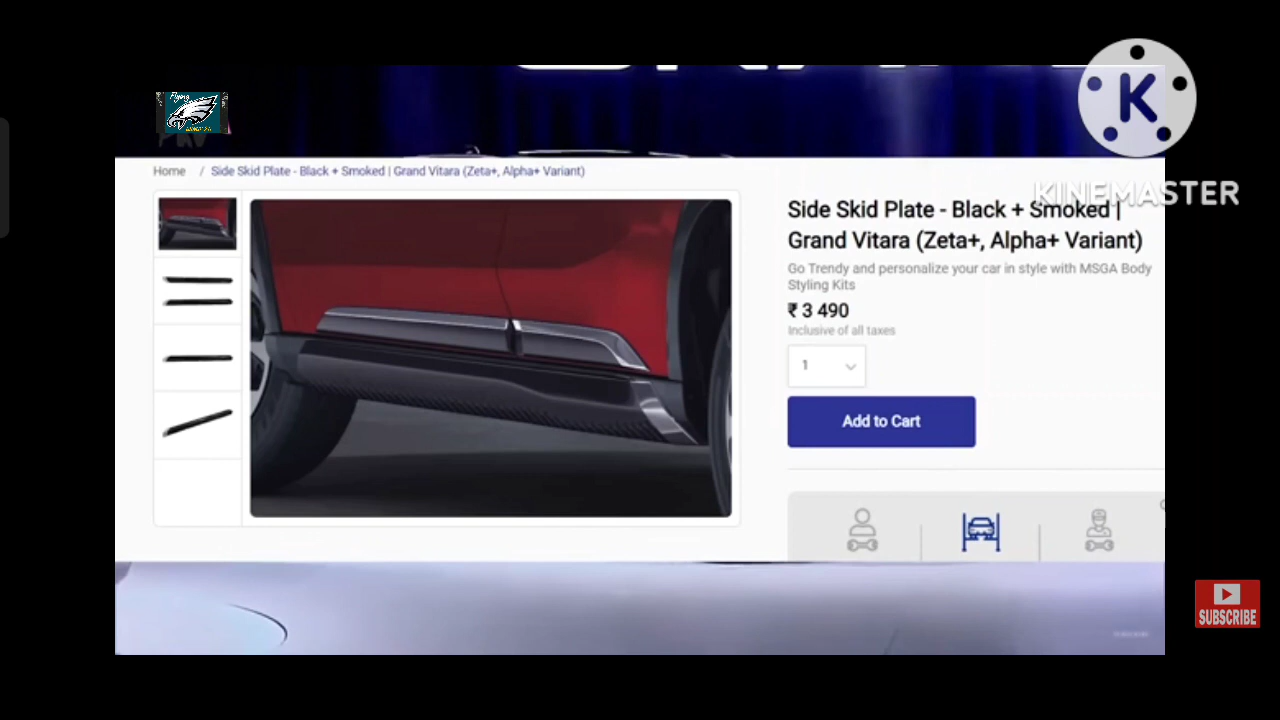 Flying
KINEMASTER
Home / Side Skid Plate - Black + Smoked | Grand Vitara (Zeta+, Alpha+ Variant)
Side Skid Plate - Black + Smoked |
Grand Vitara (Zeta+, Alpha+ Variant)
Go Trendy and personalize your car in style with MSGA Body
Styling Kits
₹ 3 490
Inclusive of all taxes
1
Add to Cart
SUBSCRIBE